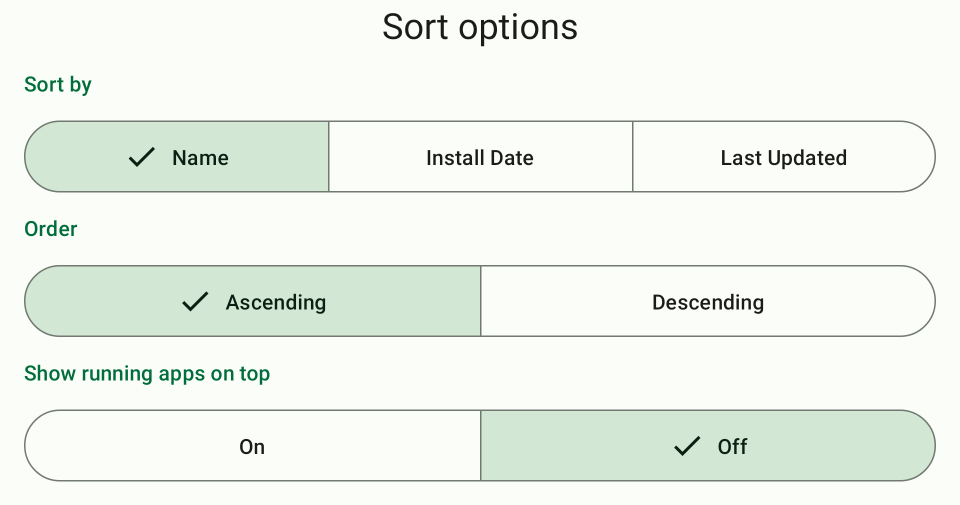 Sort options
Sort by
Name Install Date Last Updated
Order
Ascending Descending
Show running apps on top
On Off